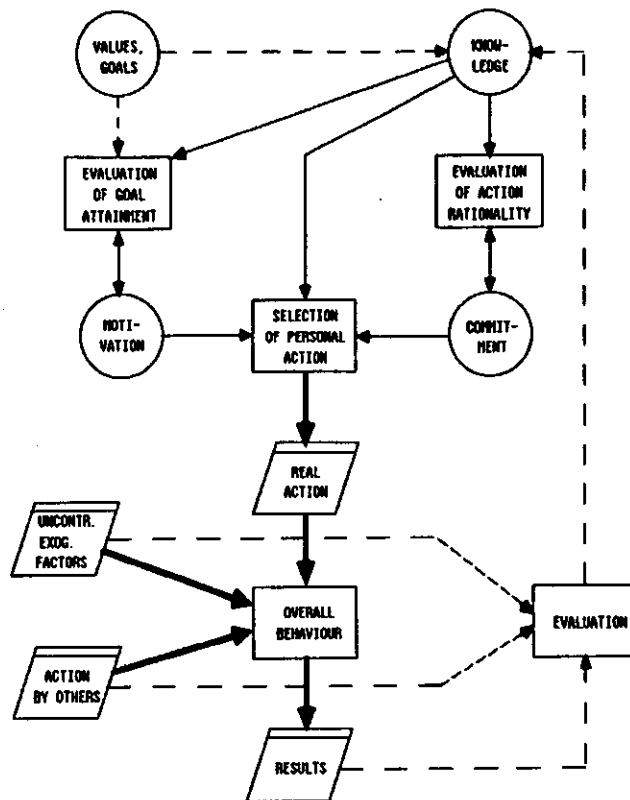 VALUES,
GOALS
KNOW-
LEDGE
EVALUATION
OF GOAL
ATTAINMENT
EVALUATION
OF ACTION
RATIONALITY
MOTI-
VATION
SELECTION
OF PERSONAL
ACTION
COMMIT-
MENT
REAL
ACTION
UNCONTR.
EXOG.
FACTORS
OVERALL
BEHAVIOUR
EVALUATION
ACTION
BY OTHERS
RESULTS